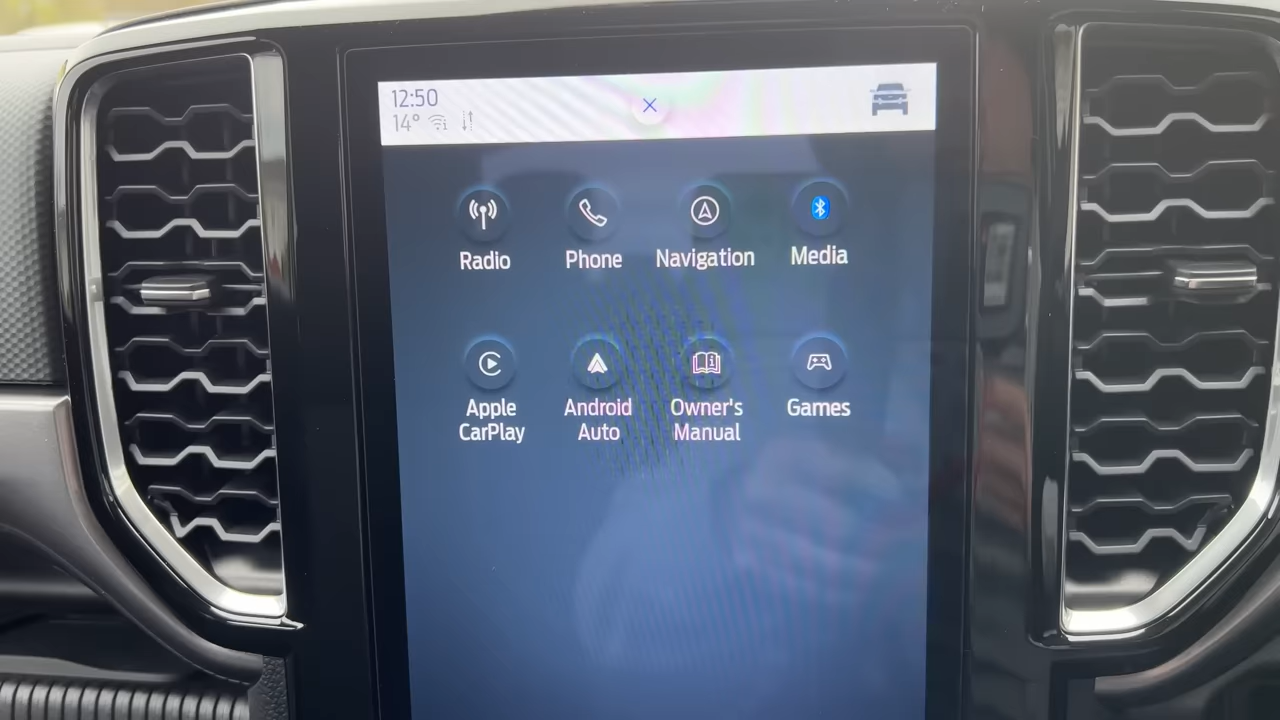 12:50
14°
Radio
Phone
Navigation
Media
Apple
CarPlay
Android
Auto
Owner's
Manual
Games